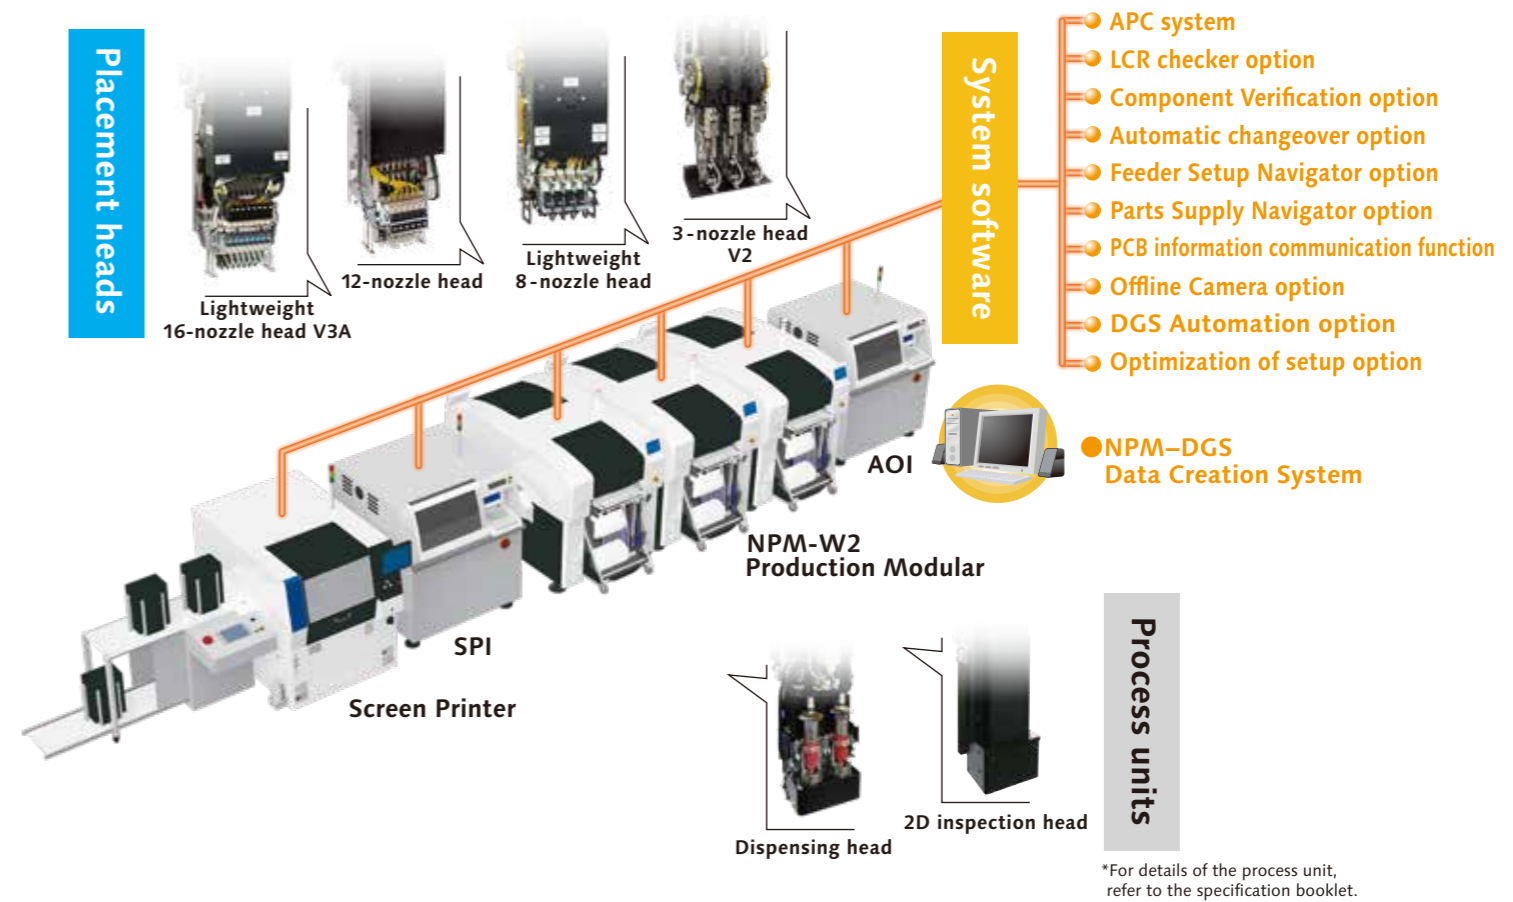 Placement heads
Lightweight
16-nozzle head V3A
12-nozzle head
Lightweight
8-nozzle head
3-nozzle head
V2
System software
APC system
LCR checker option
Component Verification option
Automatic changeover option
Feeder Setup Navigator option
Parts Supply Navigator option
PCB information communication function
Offline Camera option
DGS Automation option
Optimization of setup option
NPM–DGS
Data Creation System
AOI
NPM-W2
Production Modular
SPI
Screen Printer
Process units
Dispensing head
2D inspection head
*For details of the process unit,
refer to the specification booklet.